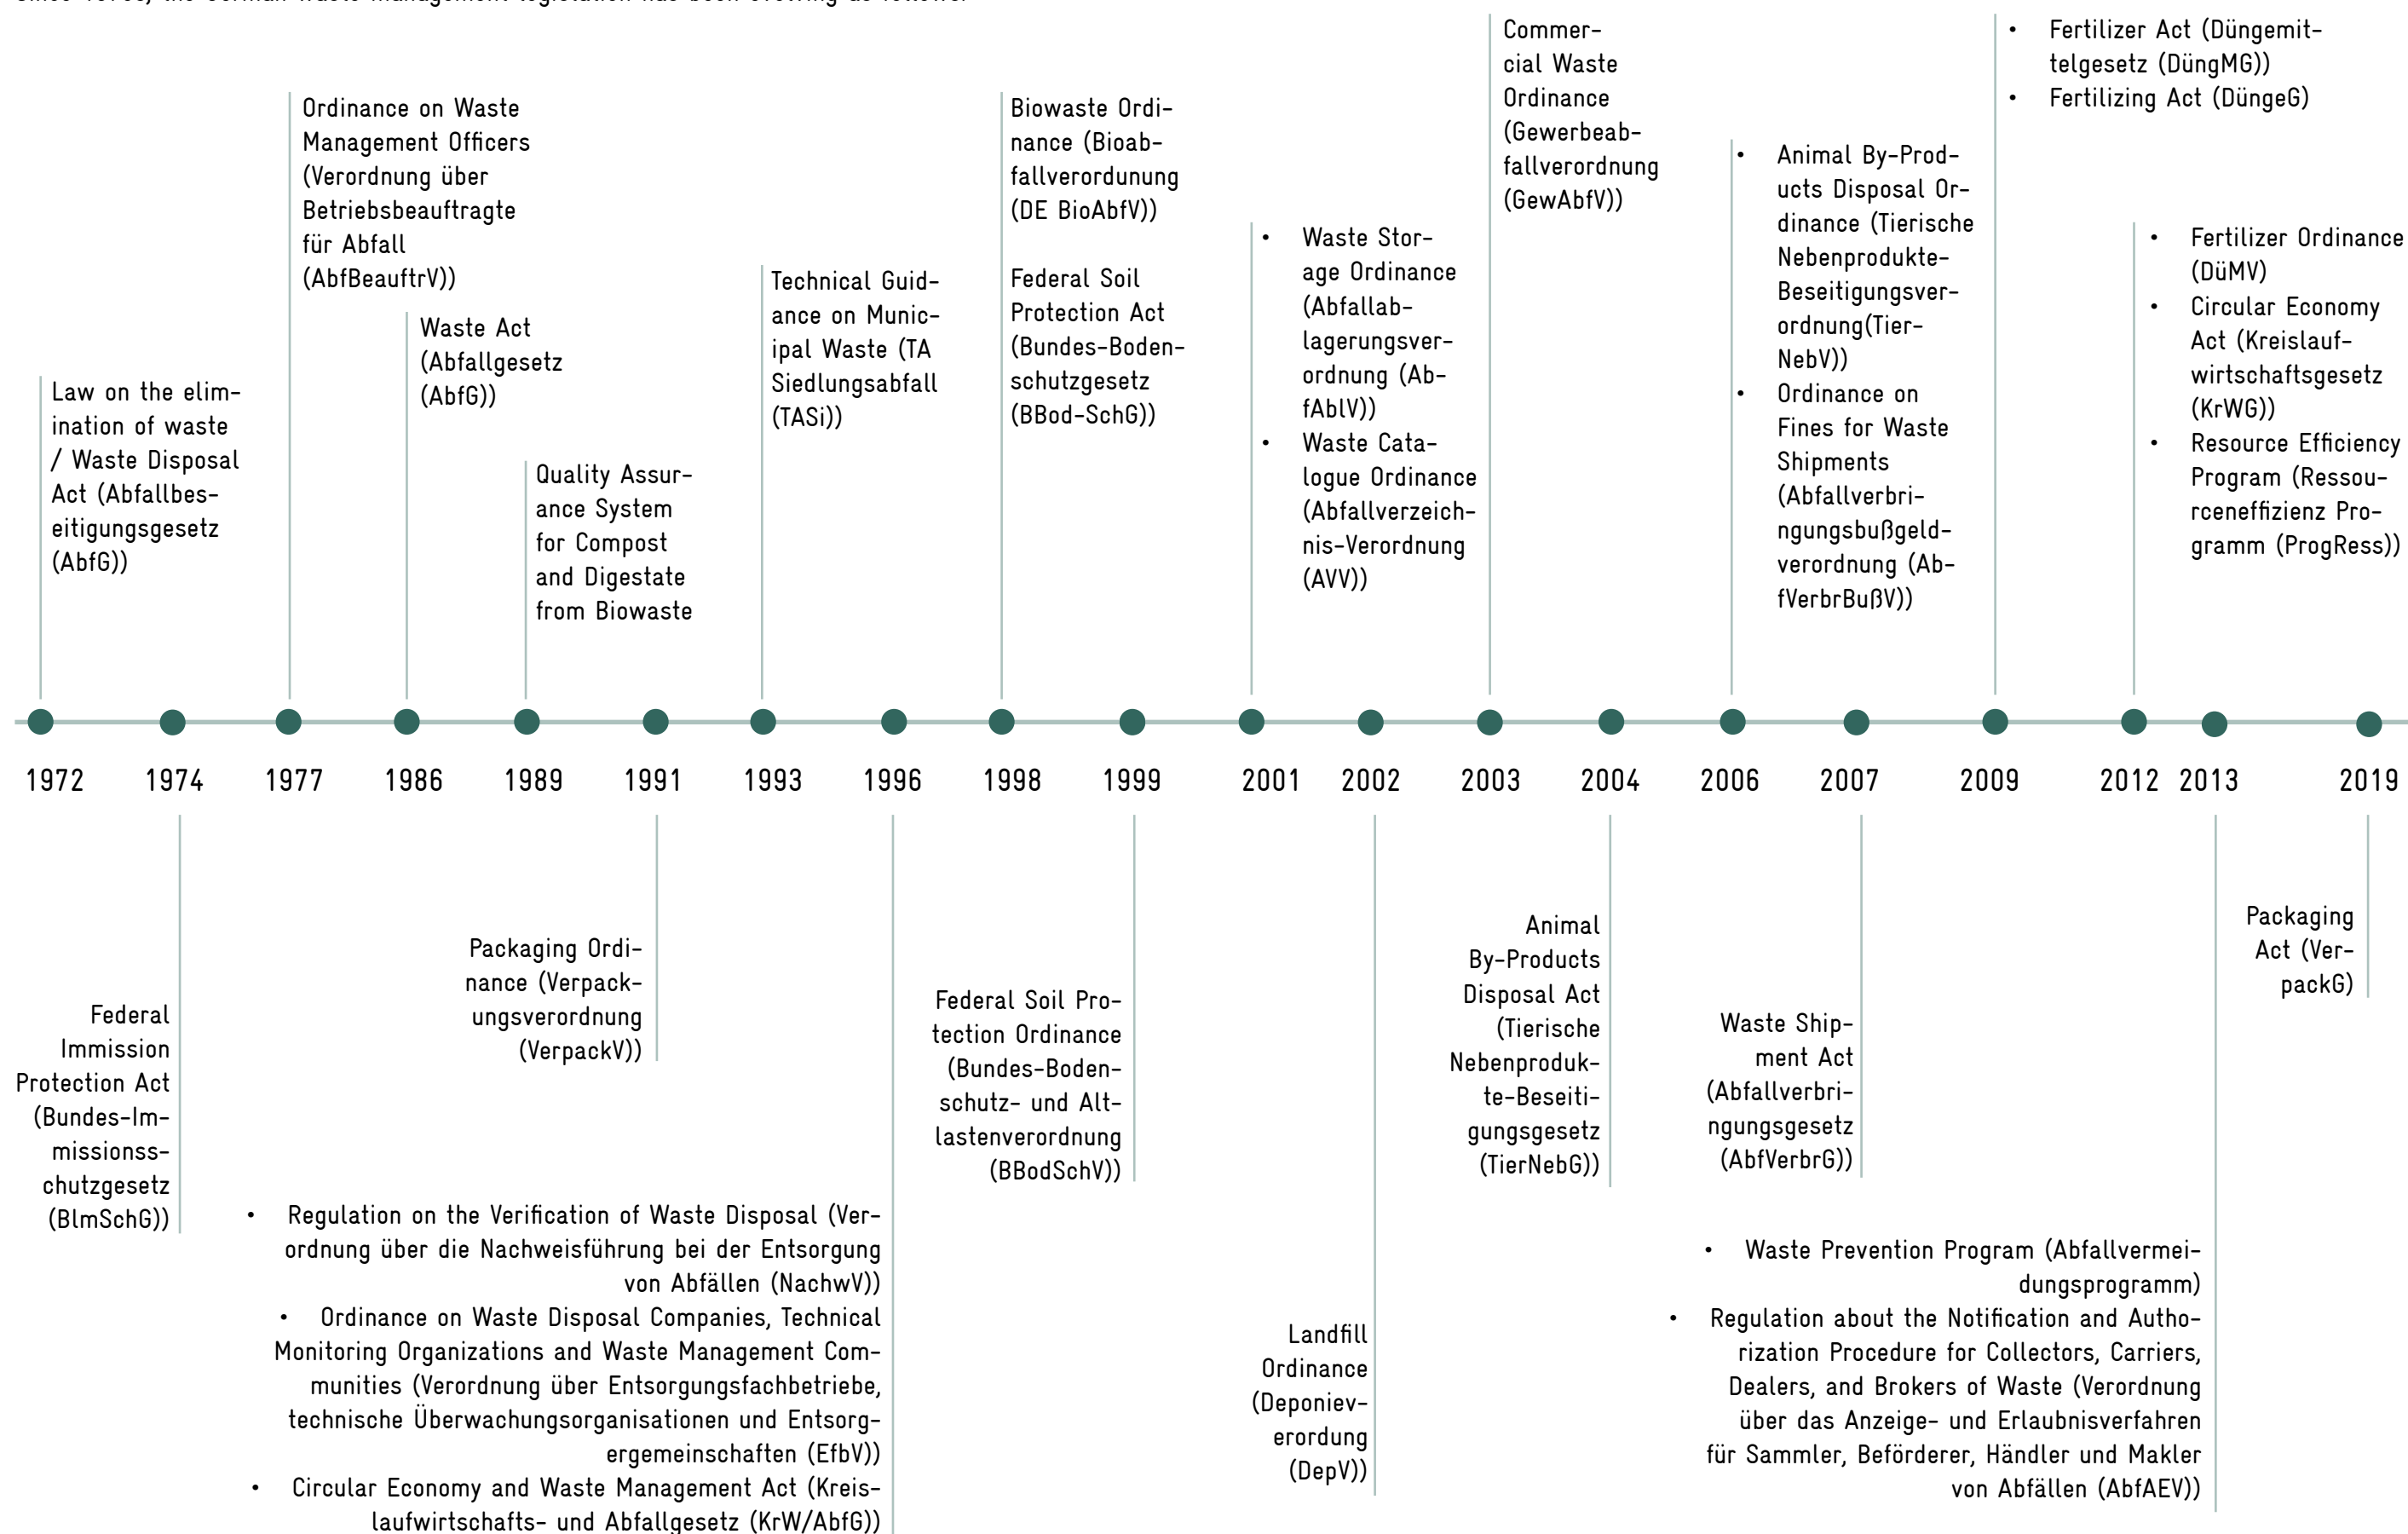 Ordinance on Waste
Management Officers
(Verordnung über
Betriebsbeauftragte
für Abfall
(AbfBeauftrV))
Biowaste Ordi-
nance (Bioab-
fallverordunung
(DE BioAbfV))
Federal Soil
Protection Act
(Bundes-Boden-
schutzgesetz
(BBod-SchG))
Commer-
cial Waste
Ordinance
(Gewerbeab-
fallverordnung
(GewAbfV))
• Fertilizer Act (Düngemit-
telgesetz (DüngMG))
• Fertilizing Act (DüngeG)
Law on the elim-
ination of waste
/ Waste Disposal
Act (Abfallbes-
eitigungsgesetz
(AbfG))
Waste Act
(Abfallgesetz
(AbfG))
Quality Assur-
ance System
for Compost
and Digestate
from Biowaste
Technical Guid-
ance on Munic-
ipal Waste (TA
Siedlungsabfall
(TASi))
• Waste Stor-
age Ordinance
(Abfallab-
lagerungsver-
ordnung (Ab-
fAblV))
• Waste Cata-
logue Ordinance
(Abfallverzeich-
nis-Verordnung
(AVV))
• Animal By-Prod-
ucts Disposal Or-
dinance (Tierische
Nebenprodukte-
Beseitigungsver-
ordnung(Tier-
NebV))
• Ordinance on
Fines for Waste
Shipments
(Abfallverbri-
ngungsbußgeld-
verordnung (Ab-
fVerbrBußV))
• Fertilizer Ordinance
(DüMV)
• Circular Economy
Act (Kreislauf-
wirtschaftsgesetz
(KrWG))
• Resource Efficiency
Program (Ressou-
rceneffizienz Pro-
gramm (ProgRess))
1972 1974 1977 1986 1989 1991 1993 1996 1998 1999 2001 2002 2003 2004 2006 2007 2009 2012 2013 2019
Federal
Immission
Protection Act
(Bundes-Im-
missionss-
chutzgesetz
(BlmSchG))
Packaging Ordi-
nance (Verpack-
ungsverordnung
(VerpackV))
• Regulation on the Verification of Waste Disposal (Ver-
ordnung über die Nachweisführung bei der Entsorgung
von Abfällen (NachwV))
• Ordinance on Waste Disposal Companies, Technical
Monitoring Organizations and Waste Management Com-
munities (Verordnung über Entsorgungsfachbetriebe,
technische Überwachungsorganisationen und Entsorg-
ergemeinschaften (EfbV))
• Circular Economy and Waste Management Act (Kreis-
laufwirtschafts- und Abfallgesetz (KrW/AbfG))
Federal Soil Pro-
tection Ordinance
(Bundes-Boden-
schutz- und Alt-
lastenverordnung
(BBodSchV))
Landfill
Ordinance
(Deponiev-
erordung
(DepV))
Animal
By-Products
Disposal Act
(Tierische
Nebenproduk-
te-Beseiti-
gungsgesetz
(TierNebG))
Waste Ship-
ment Act
(Abfallverbri-
ngungsgesetz
(AbfVerbrG))
• Waste Prevention Program (Abfallvermei-
dungsprogramm)
• Regulation about the Notification and Autho-
rization Procedure for Collectors, Carriers,
Dealers, and Brokers of Waste (Verordnung
über das Anzeige- und Erlaubnisverfahren
für Sammler, Beförderer, Händler und Makler
von Abfällen (AbfAEV))
Packaging
Act (Ver-
packG)